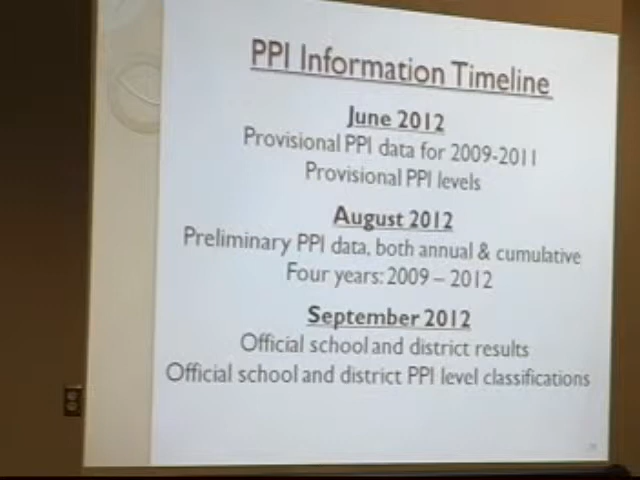 PPI Information Timeline
June 2012
Provisional PPI data for 2009-2011
Provisional PPI levels
August 2012
Preliminary PPI data, both annual & cumulative
Four years: 2009 – 2012
September 2012
Official school and district results
Official school and district PPI level classifications